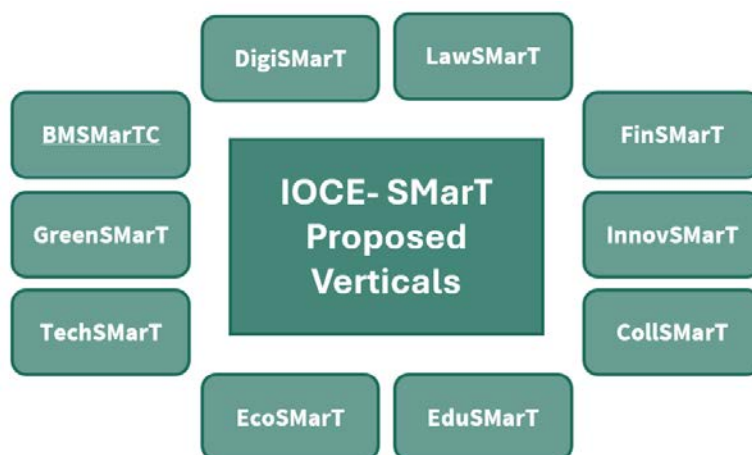 DigiSMarT
LawSMarT
BMSMarTC
FinSMarT
IOCE- SMarT
Proposed
Verticals
GreenSMarT
InnovSMarT
TechSMarT
CollSMarT
EcoSMarT
EduSMarT